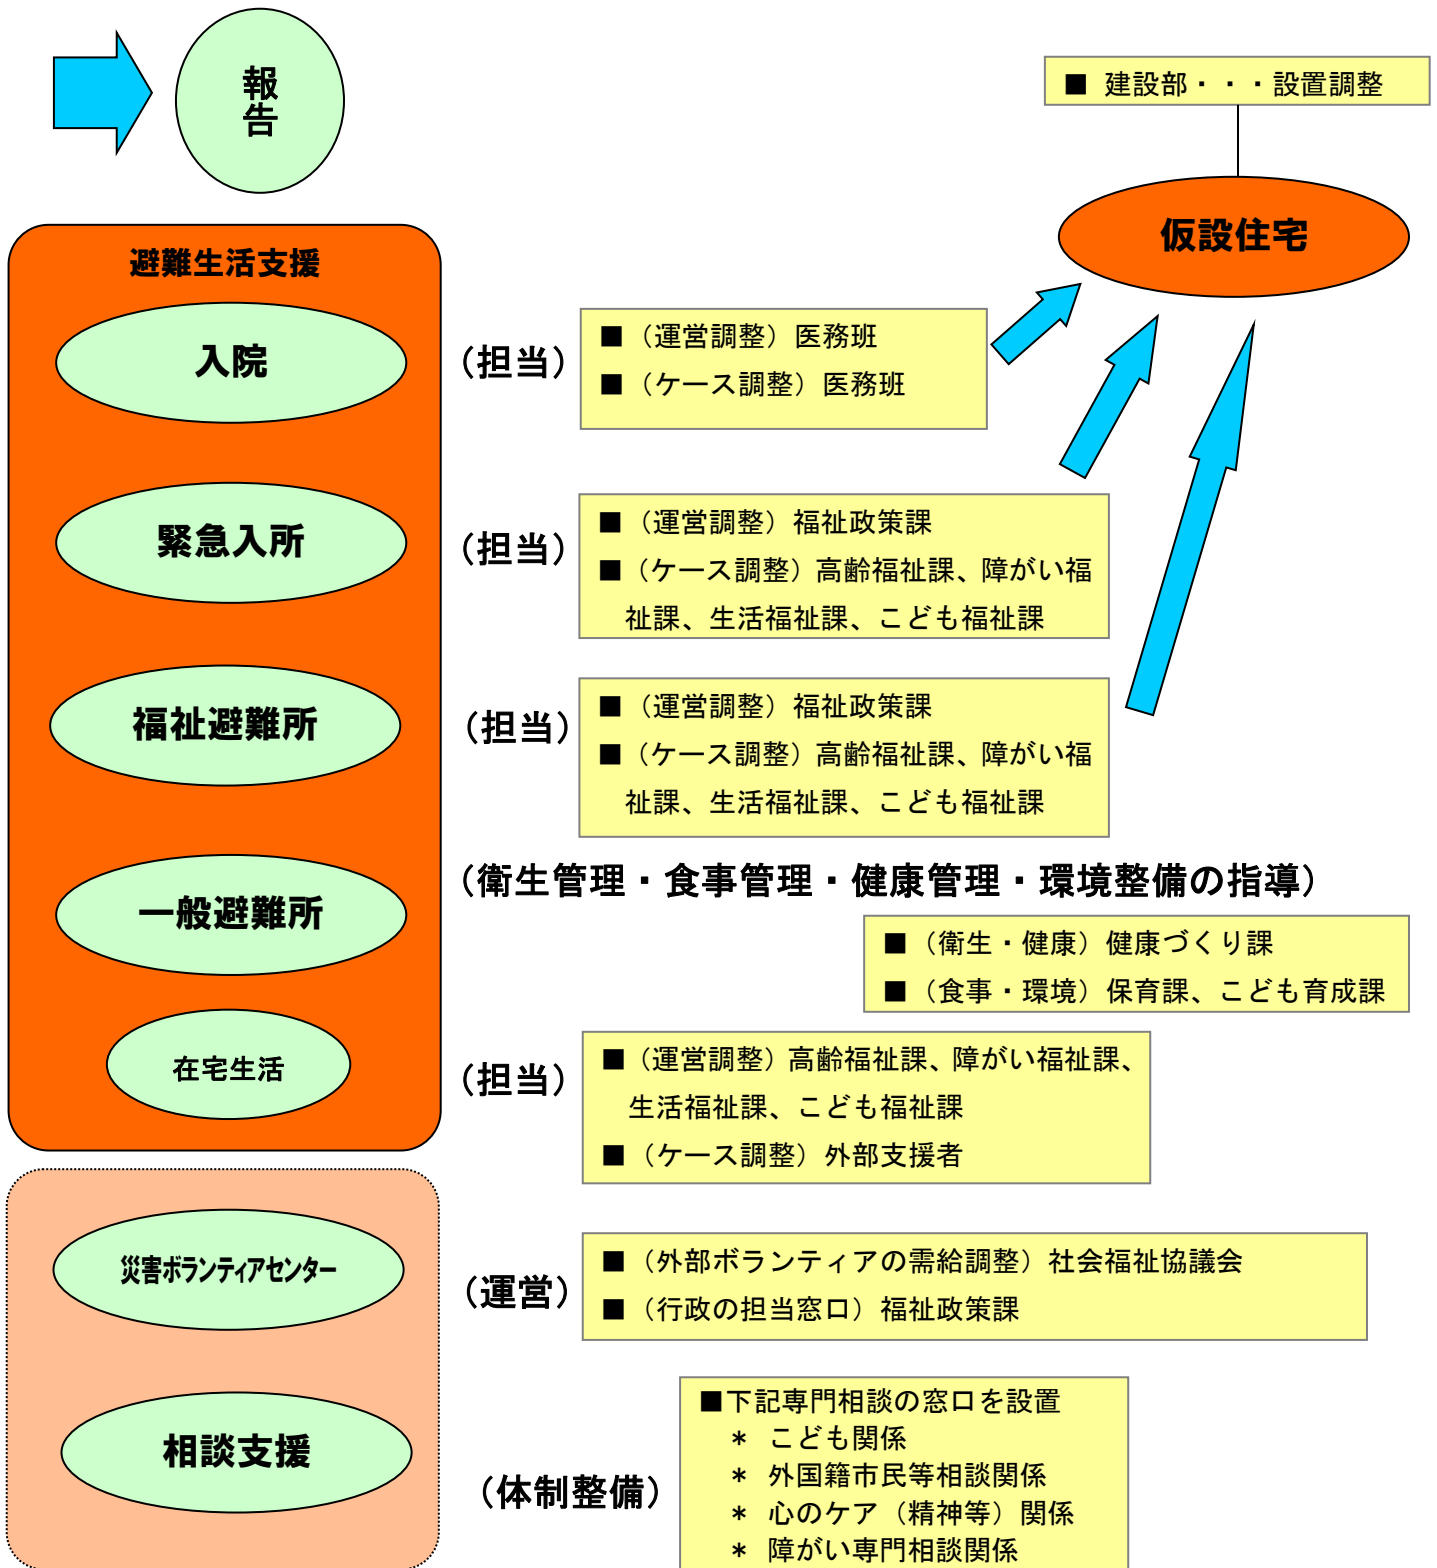 報
告
■ 建設部・・・設置調整
仮設住宅
避難生活支援
入院
（担当）
■（運営調整）医務班
■（ケース調整）医務班
緊急入所
（担当）
■（運営調整）福祉政策課
■（ケース調整）高齢福祉課、障がい福
祉課、生活福祉課、こども福祉課
福祉避難所
（担当）
■（運営調整）福祉政策課
■（ケース調整）高齢福祉課、障がい福
祉課、生活福祉課、こども福祉課
一般避難所
（衛生管理・食事管理・健康管理・環境整備の指導）
■（衛生・健康）健康づくり課
■（食事・環境）保育課、こども育成課
在宅生活
（担当）
■（運営調整）高齢福祉課、障がい福祉課、
生活福祉課、こども福祉課
■（ケース調整）外部支援者
災害ボランティアセンター
（運営）
■（外部ボランティアの需給調整）社会福祉協議会
■（行政の担当窓口）福祉政策課
相談支援
（体制整備）
■下記専門相談の窓口を設置
＊ こども関係
＊ 外国籍市民等相談関係
＊ 心のケア（精神等）関係
＊ 障がい専門相談関係